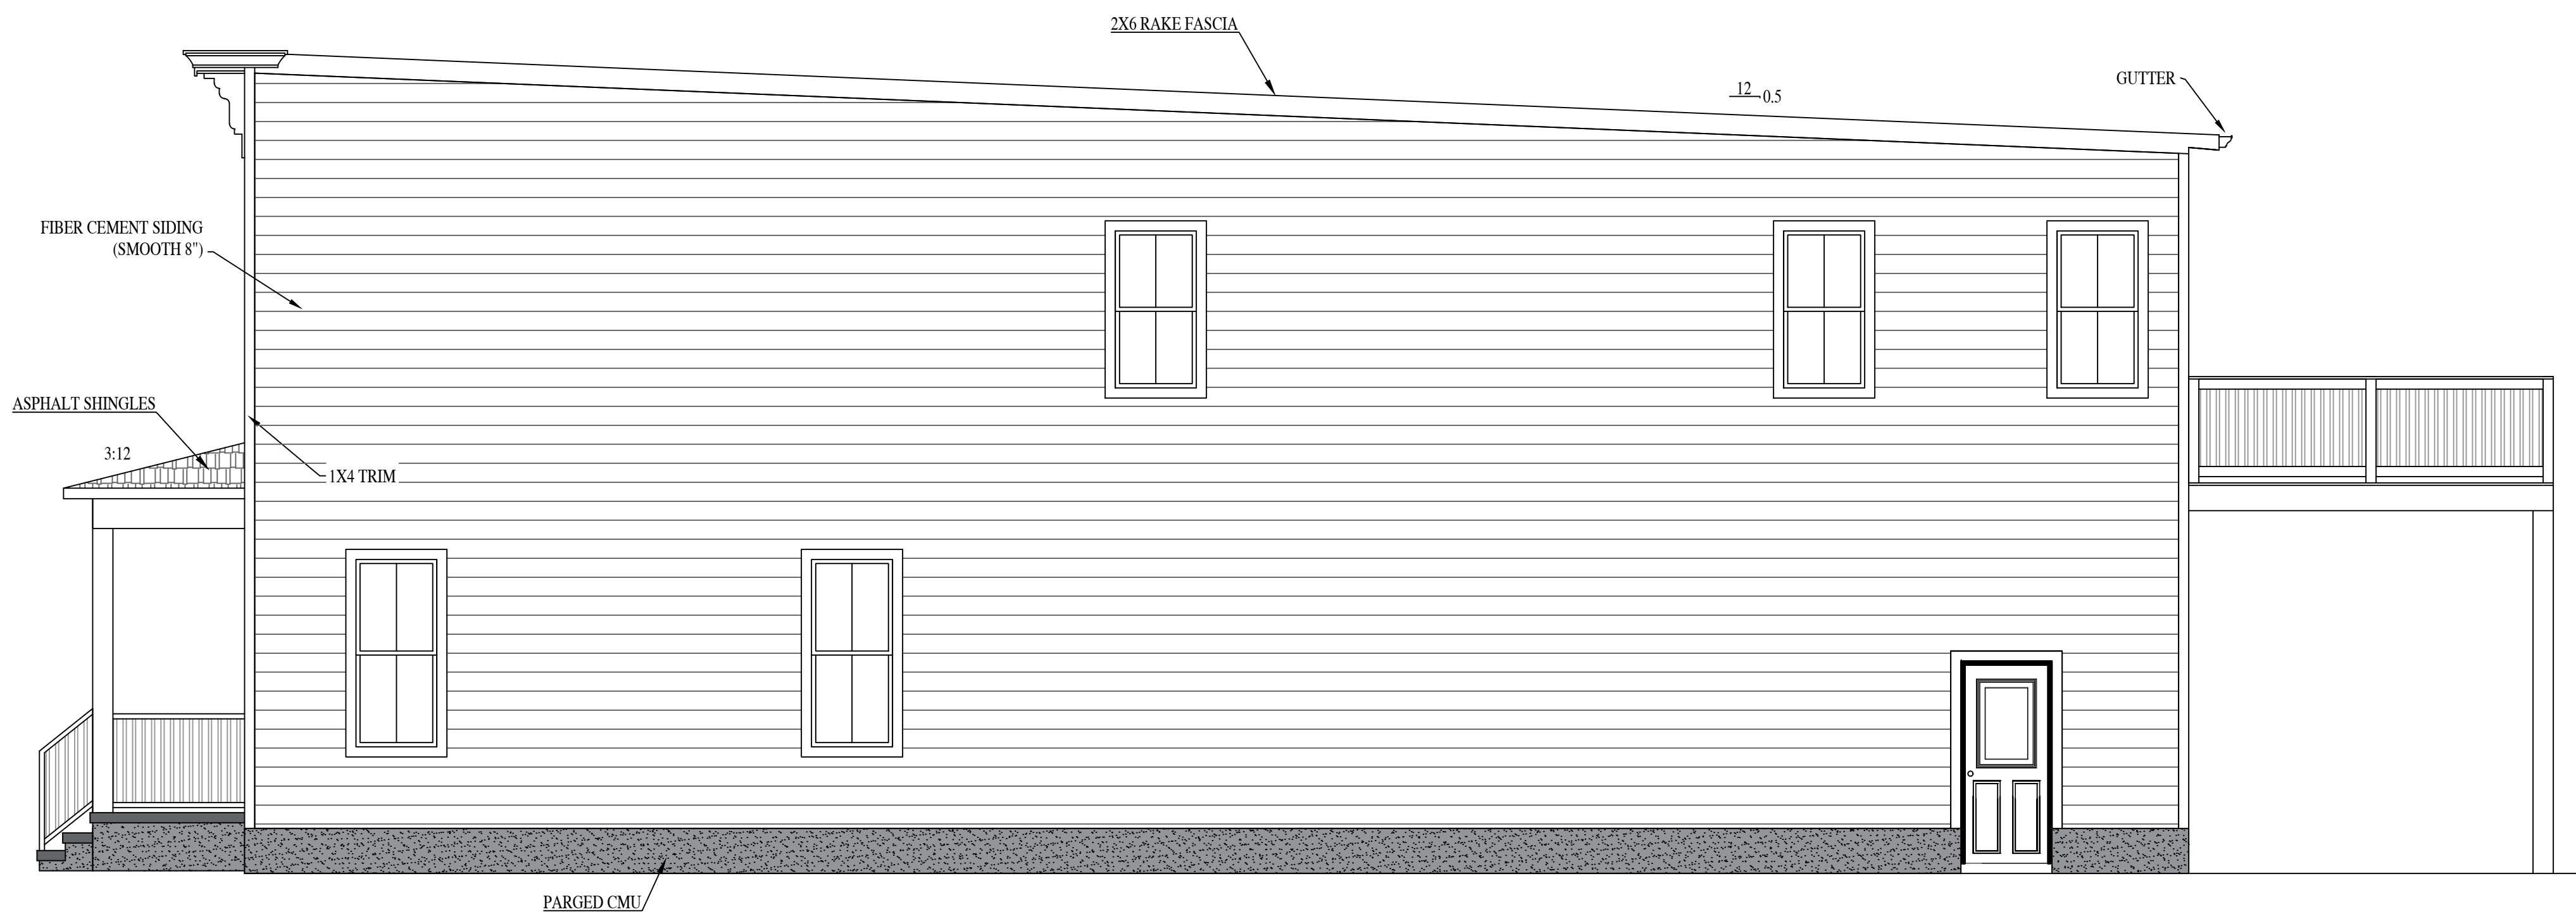 2X6 RAKE FASCIA
GUTTER
12
0.5
FIBER CEMENT SIDING
(SMOOTH 8")
ASPHALT SHINGLES
3:12
1X4 TRIM
PARGED CMU